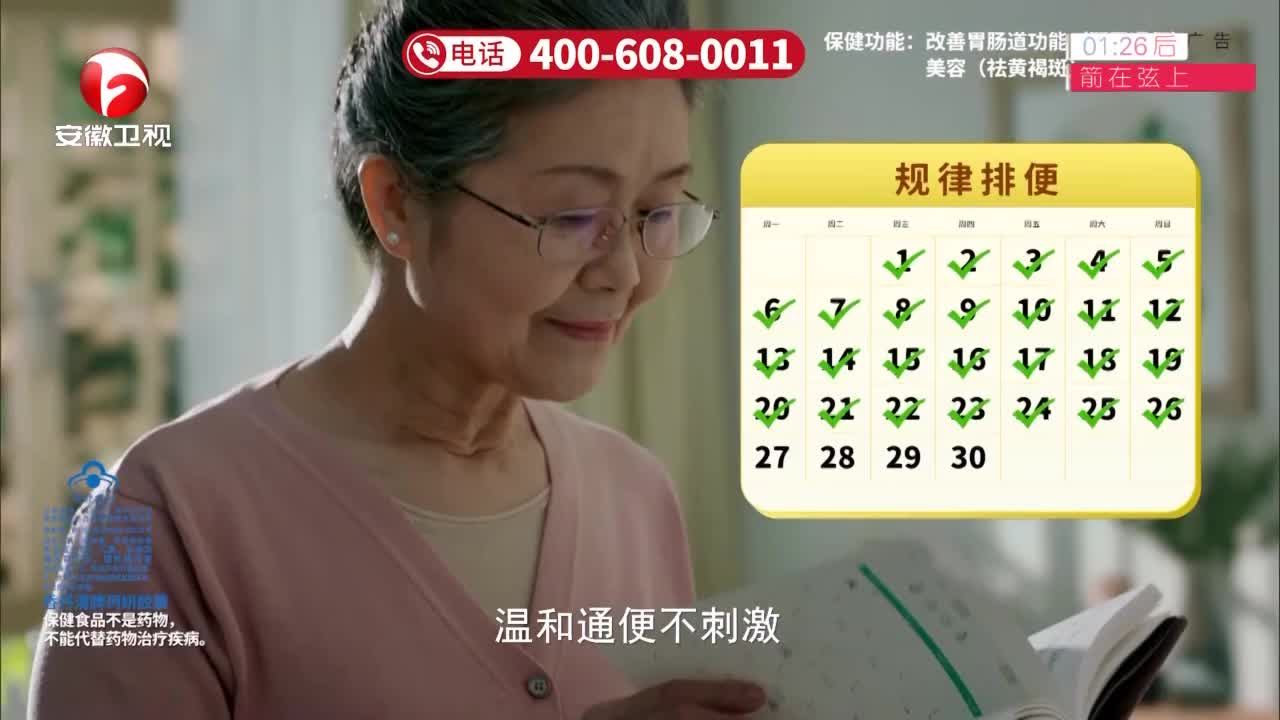 电话 400-608-0011
保健功能：改善胃肠道功能
美容（祛黄褐斑
01:26后
广告
箭在弦上
安徽卫视
规律排便
周一 周二 周三 周四 周五 周六 周日
1 2 3 4 5
6 7 8 9 10 11 12
13 14 15 16 17 18 19
20 21 22 23 24 25 26
27 28 29 30
保健食品不是药物，
不能代替药物治疗疾病。
温和通便不刺激